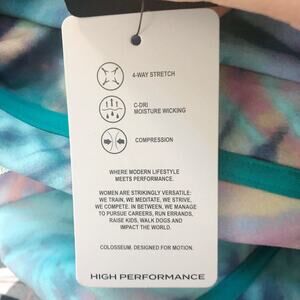 4-WAY STRETCH
C-DRI
MOISTURE WICKING
COMPRESSION
WHERE MODERN LIFESTYLE
MEETS PERFORMANCE.
WOMEN ARE STRIKINGLY VERSATILE:
WE TRAIN, WE MEDITATE, WE STRIVE,
WE COMPETE. IN BETWEEN, WE MANAGE
TO PURSUE CAREERS, RUN ERRANDS,
RAISE KIDS, WALK DOGS AND
IMPACT THE WORLD.
COLOSSEUM. DESIGNED FOR MOTION.
HIGH PERFORMANCE